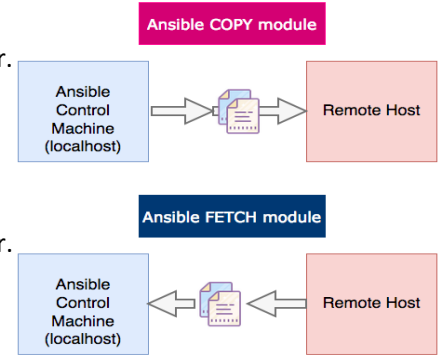 Ansible COPY module
r.
Ansible
Control
Machine
(localhost)
Remote Host
Ansible FETCH module
r.
Ansible
Control
Machine
(localhost)
Remote Host